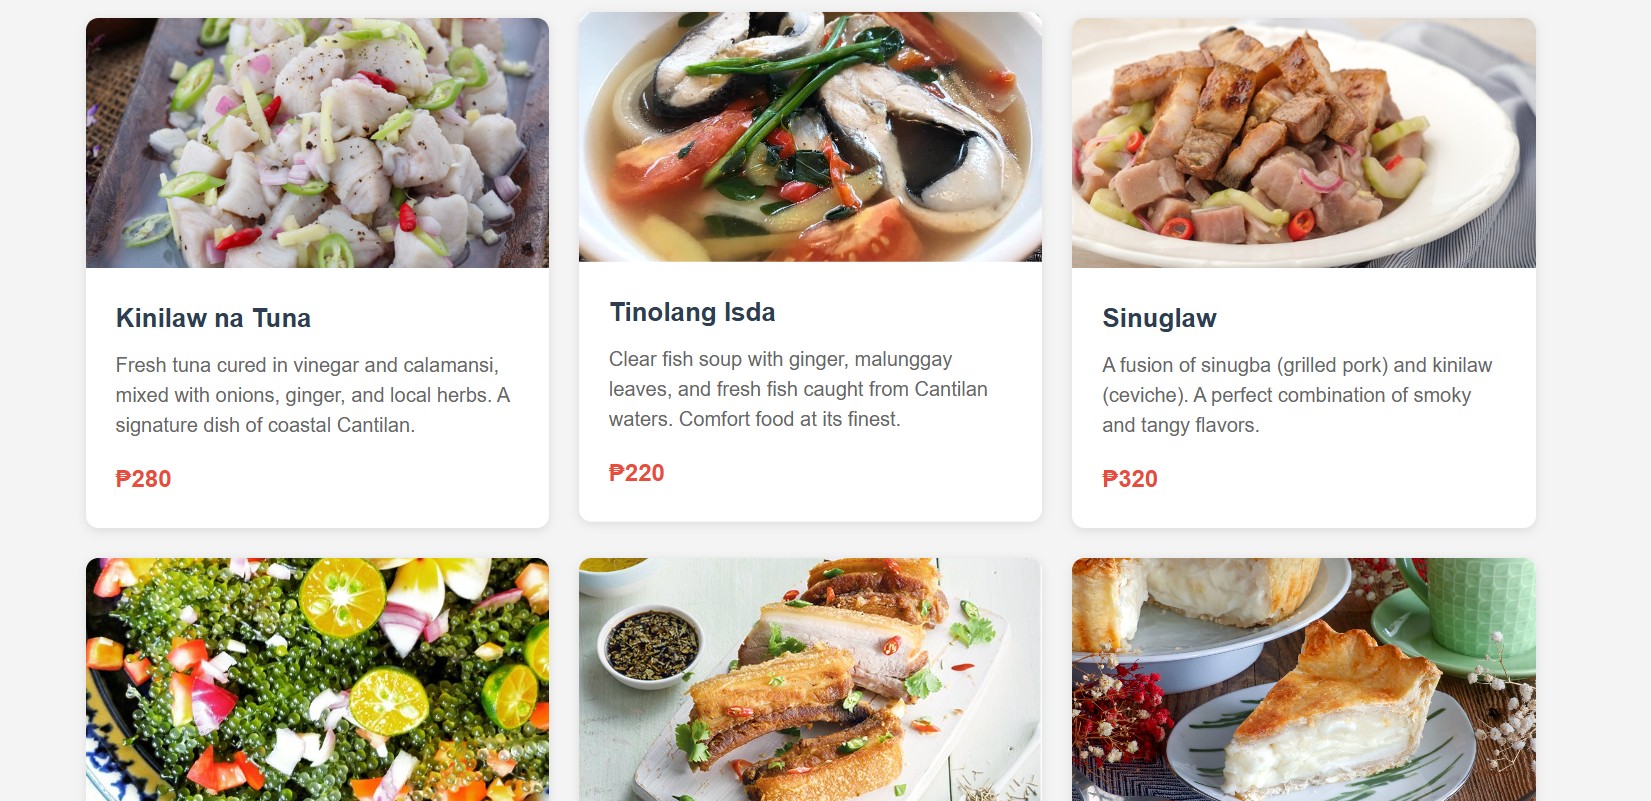 Kinilaw na Tuna
Fresh tuna cured in vinegar and calamansi,
mixed with onions, ginger, and local herbs. A
signature dish of coastal Cantilan.
₱280
Tinolang Isda
Clear fish soup with ginger, malunggay
leaves, and fresh fish caught from Cantilan
waters. Comfort food at its finest.
₱220
Sinuglaw
A fusion of sinugba (grilled pork) and kinilaw
(ceviche). A perfect combination of smoky
and tangy flavors.
₱320